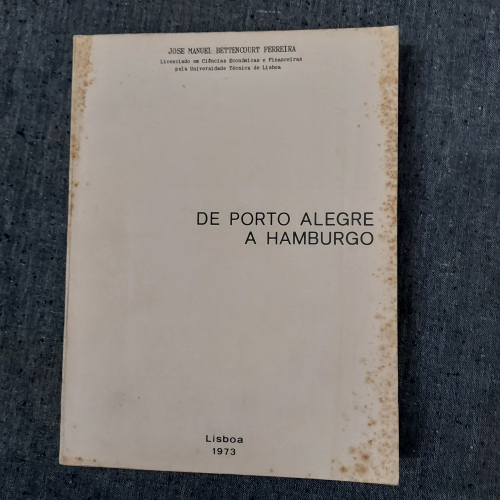 JOSE MANUEL BETTENCOURT FERREIRA
Licenciado em Ciências Económicas e Financeiras
pela Universidade Técnica de Lisboa
DE PORTO ALEGRE
A HAMBURGO
Lisboa
1973